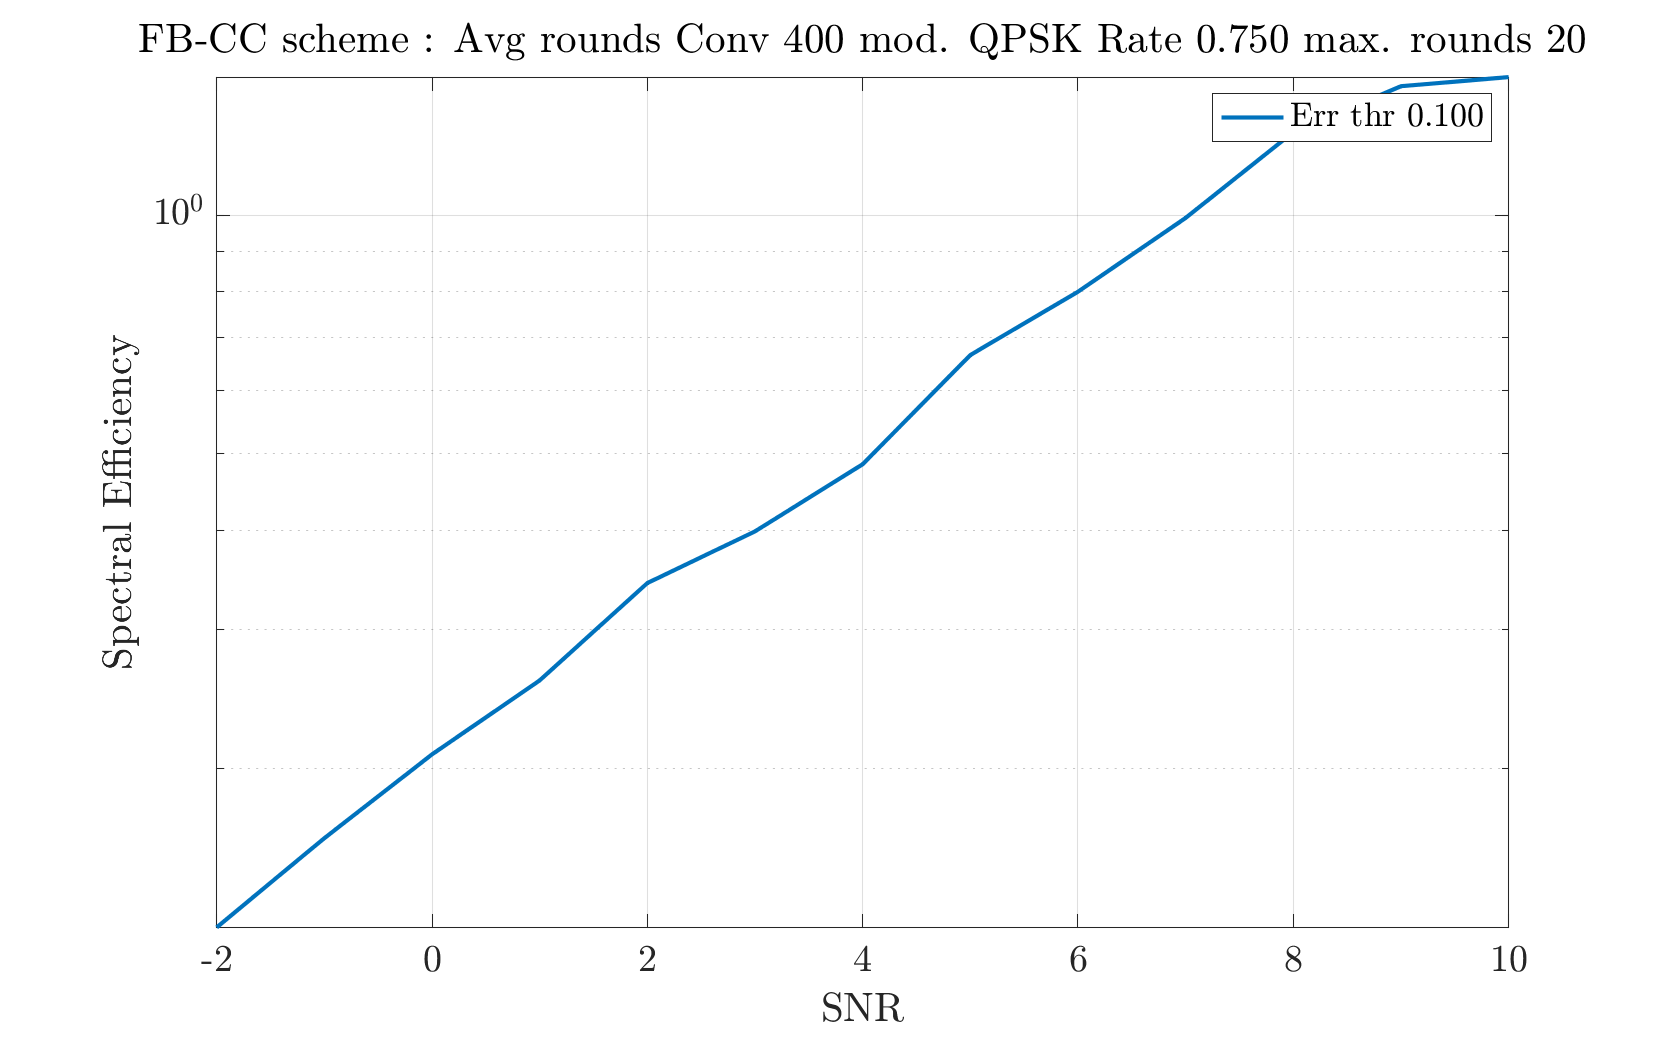 FB-CC scheme : Avg rounds Conv 400 mod. QPSK Rate 0.750 max. rounds 20
Err thr 0.100
10⁰
Spectral Efficiency
-2 0 2 4 6 8 10
SNR